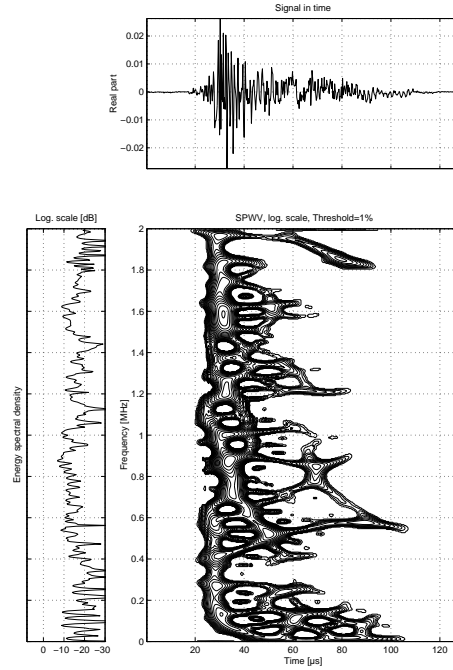 Signal in time
Real part
0.02
0.01
0
−0.01
−0.02
Log. scale [dB]
Energy spectral density
0 −10 −20 −30
SPWV, log. scale, Threshold=1%
Frequency [MHz]
2
1.8
1.6
1.4
1.2
1
0.8
0.6
0.4
0.2
0
20 40 60 80 100 120
Time [µs]